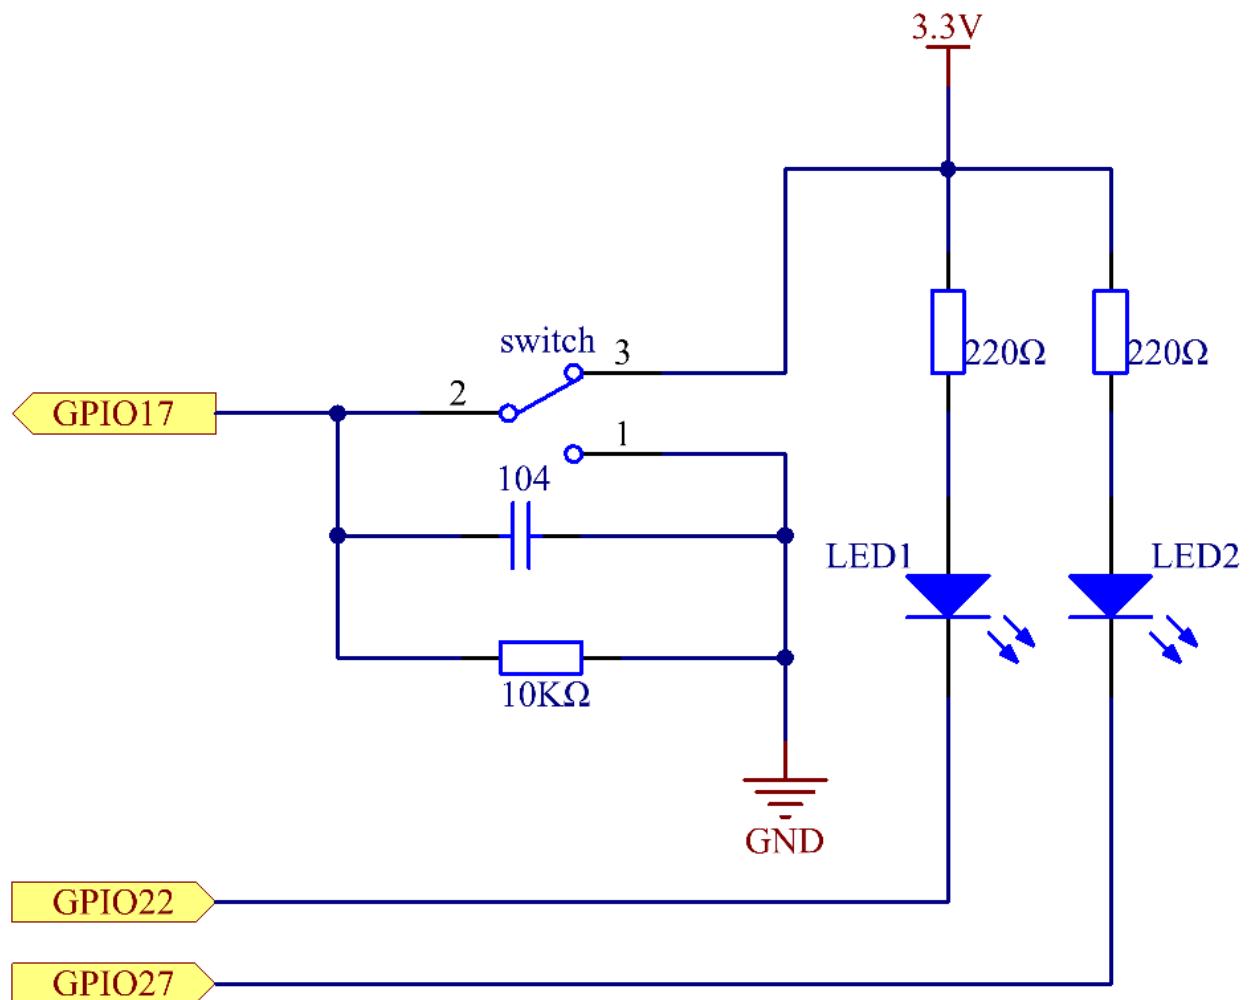 3.3V
switch
3
220Ω
220Ω
2
GPIO17
1
104
LED1
LED2
10KΩ
GND
GPIO22
GPIO27